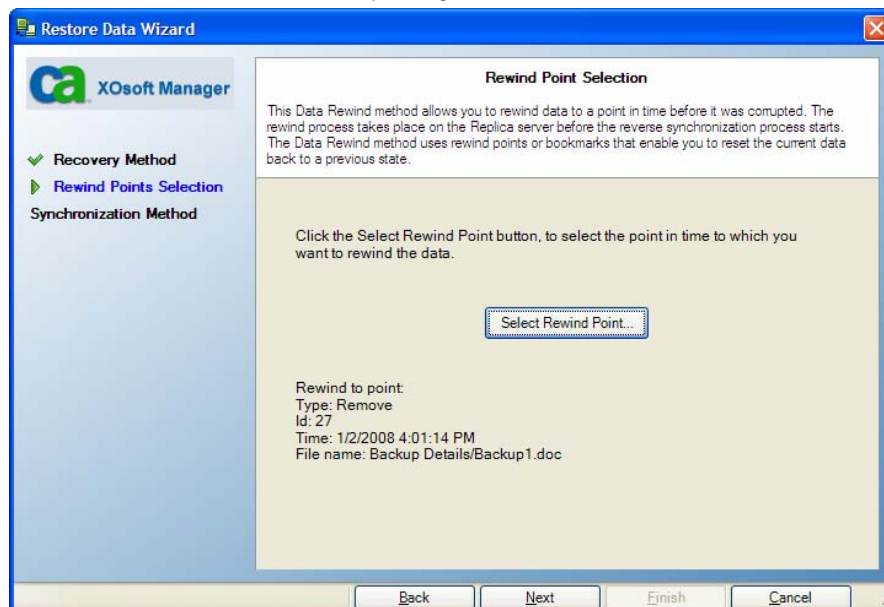 Restore Data Wizard
ca XOsoft Manager
Recovery Method
Rewind Points Selection
Synchronization Method
Rewind Point Selection
This Data Rewind method allows you to rewind data to a point in time before it was corrupted. The
rewind process takes place on the Replica server before the reverse synchronization process starts.
The Data Rewind method uses rewind points or bookmarks that enable you to reset the current data
back to a previous state.
Click the Select Rewind Point button, to select the point in time to which you
want to rewind the data.
Select Rewind Point...
Rewind to point:
Type: Remove
Id: 27
Time: 1/2/2008 4:01:14 PM
File name: Backup Details/Backup1.doc
Back
Next
Finish
Cancel